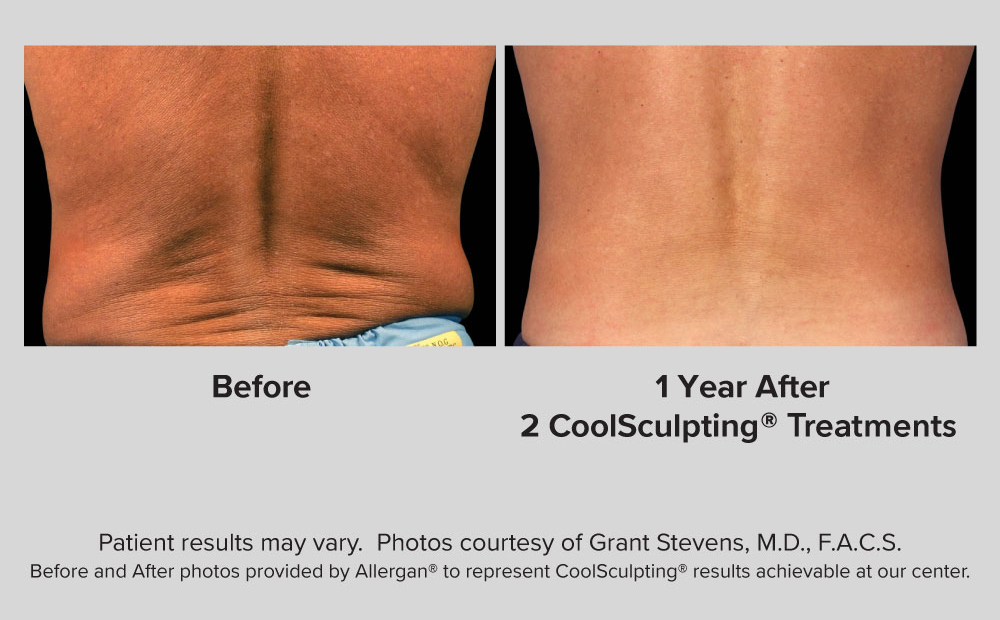 Before
1 Year After
2 CoolSculpting® Treatments
Patient results may vary.  Photos courtesy of Grant Stevens, M.D., F.A.C.S.
Before and After photos provided by Allergan® to represent CoolSculpting® results achievable at our center.